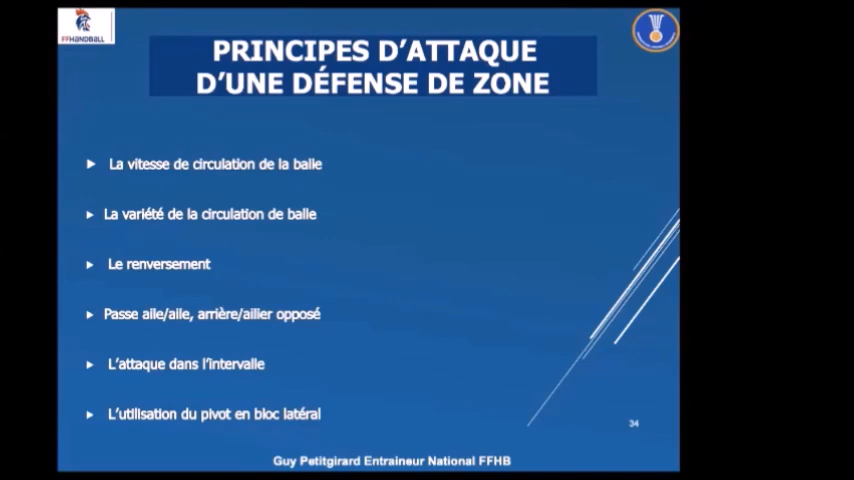 FFHANDBALL
PRINCIPES D'ATTAQUE
D'UNE DÉFENSE DE ZONE
La vitesse de circulation de la balle
La variété de la circulation de balle
Le renversement
Passe aile/aile, arrière/ailier opposé
L'attaque dans l'intervalle
L'utilisation du pivot en bloc latéral
34
Guy Petitgirard Entraineur National FFHB